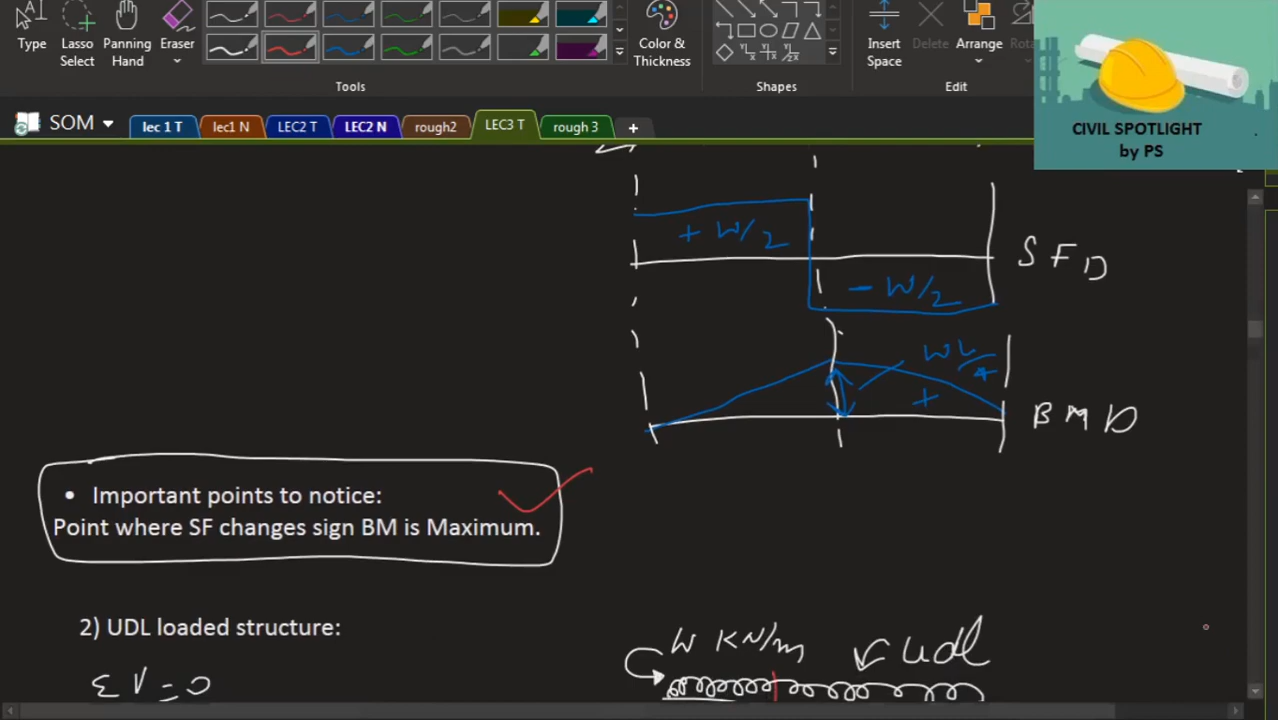 Type
Lasso
Select
Panning
Hand
Eraser
Color &
Thickness
Insert
Space
Delete
Arrange
Tools
Shapes
Edit
CIVIL SPOTLIGHT
by PS
SOM
lec 1 T
lec1 N
LEC2 T
LEC2 N
rough2
LEC3 T
rough 3
+ W/2
SFD
- W/2
WL/4
+
BMD
• Important points to notice:
Point where SF changes sign BM is Maximum.
2) UDL loaded structure:
W KN/m
udl
Σ V = 0